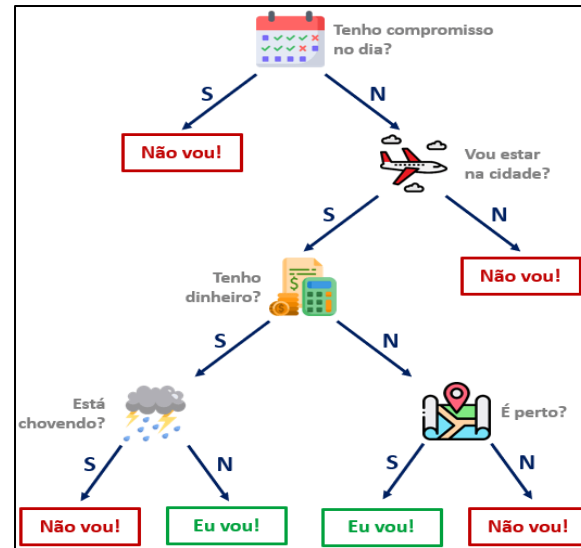 Tenho compromisso
no dia?
S
N
Não vou!
Vou estar
na cidade?
S
N
Tenho
dinheiro?
Não vou!
S
N
Está
chovendo?
É perto?
S
N
S
N
Não vou!
Eu vou!
Eu vou!
Não vou!